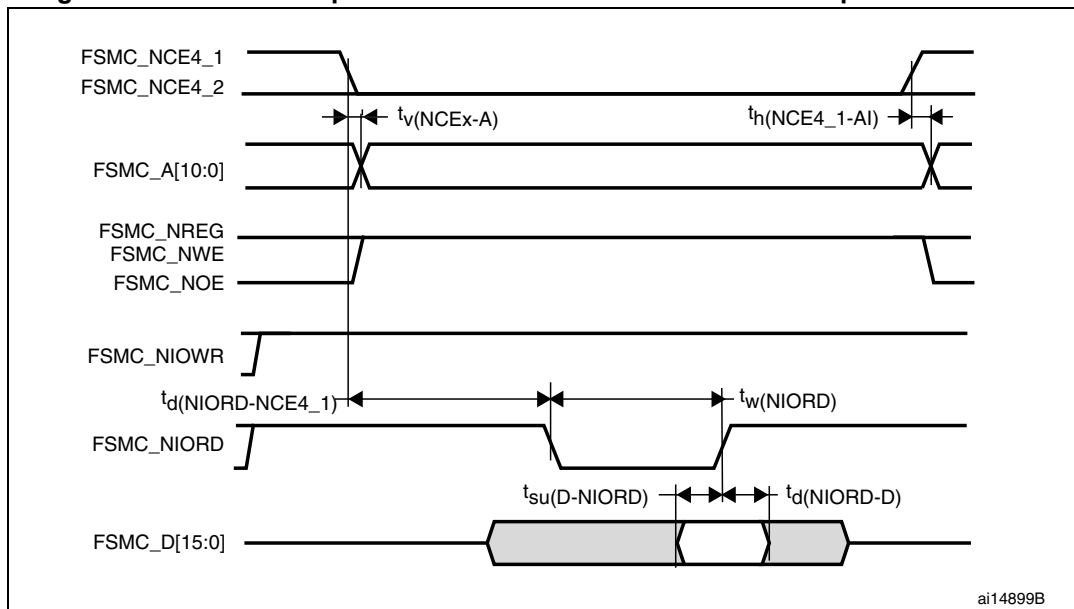 FSMC_NCE4_1
FSMC_NCE4_2
tv(NCEx-A)
th(NCE4_1-AI)
FSMC_A[10:0]
FSMC_NREG
FSMC_NWE
FSMC_NOE
FSMC_NIOWR
td(NIORD-NCE4_1)
tw(NIORD)
FSMC_NIORD
tsu(D-NIORD)
td(NIORD-D)
FSMC_D[15:0]
ai14899B